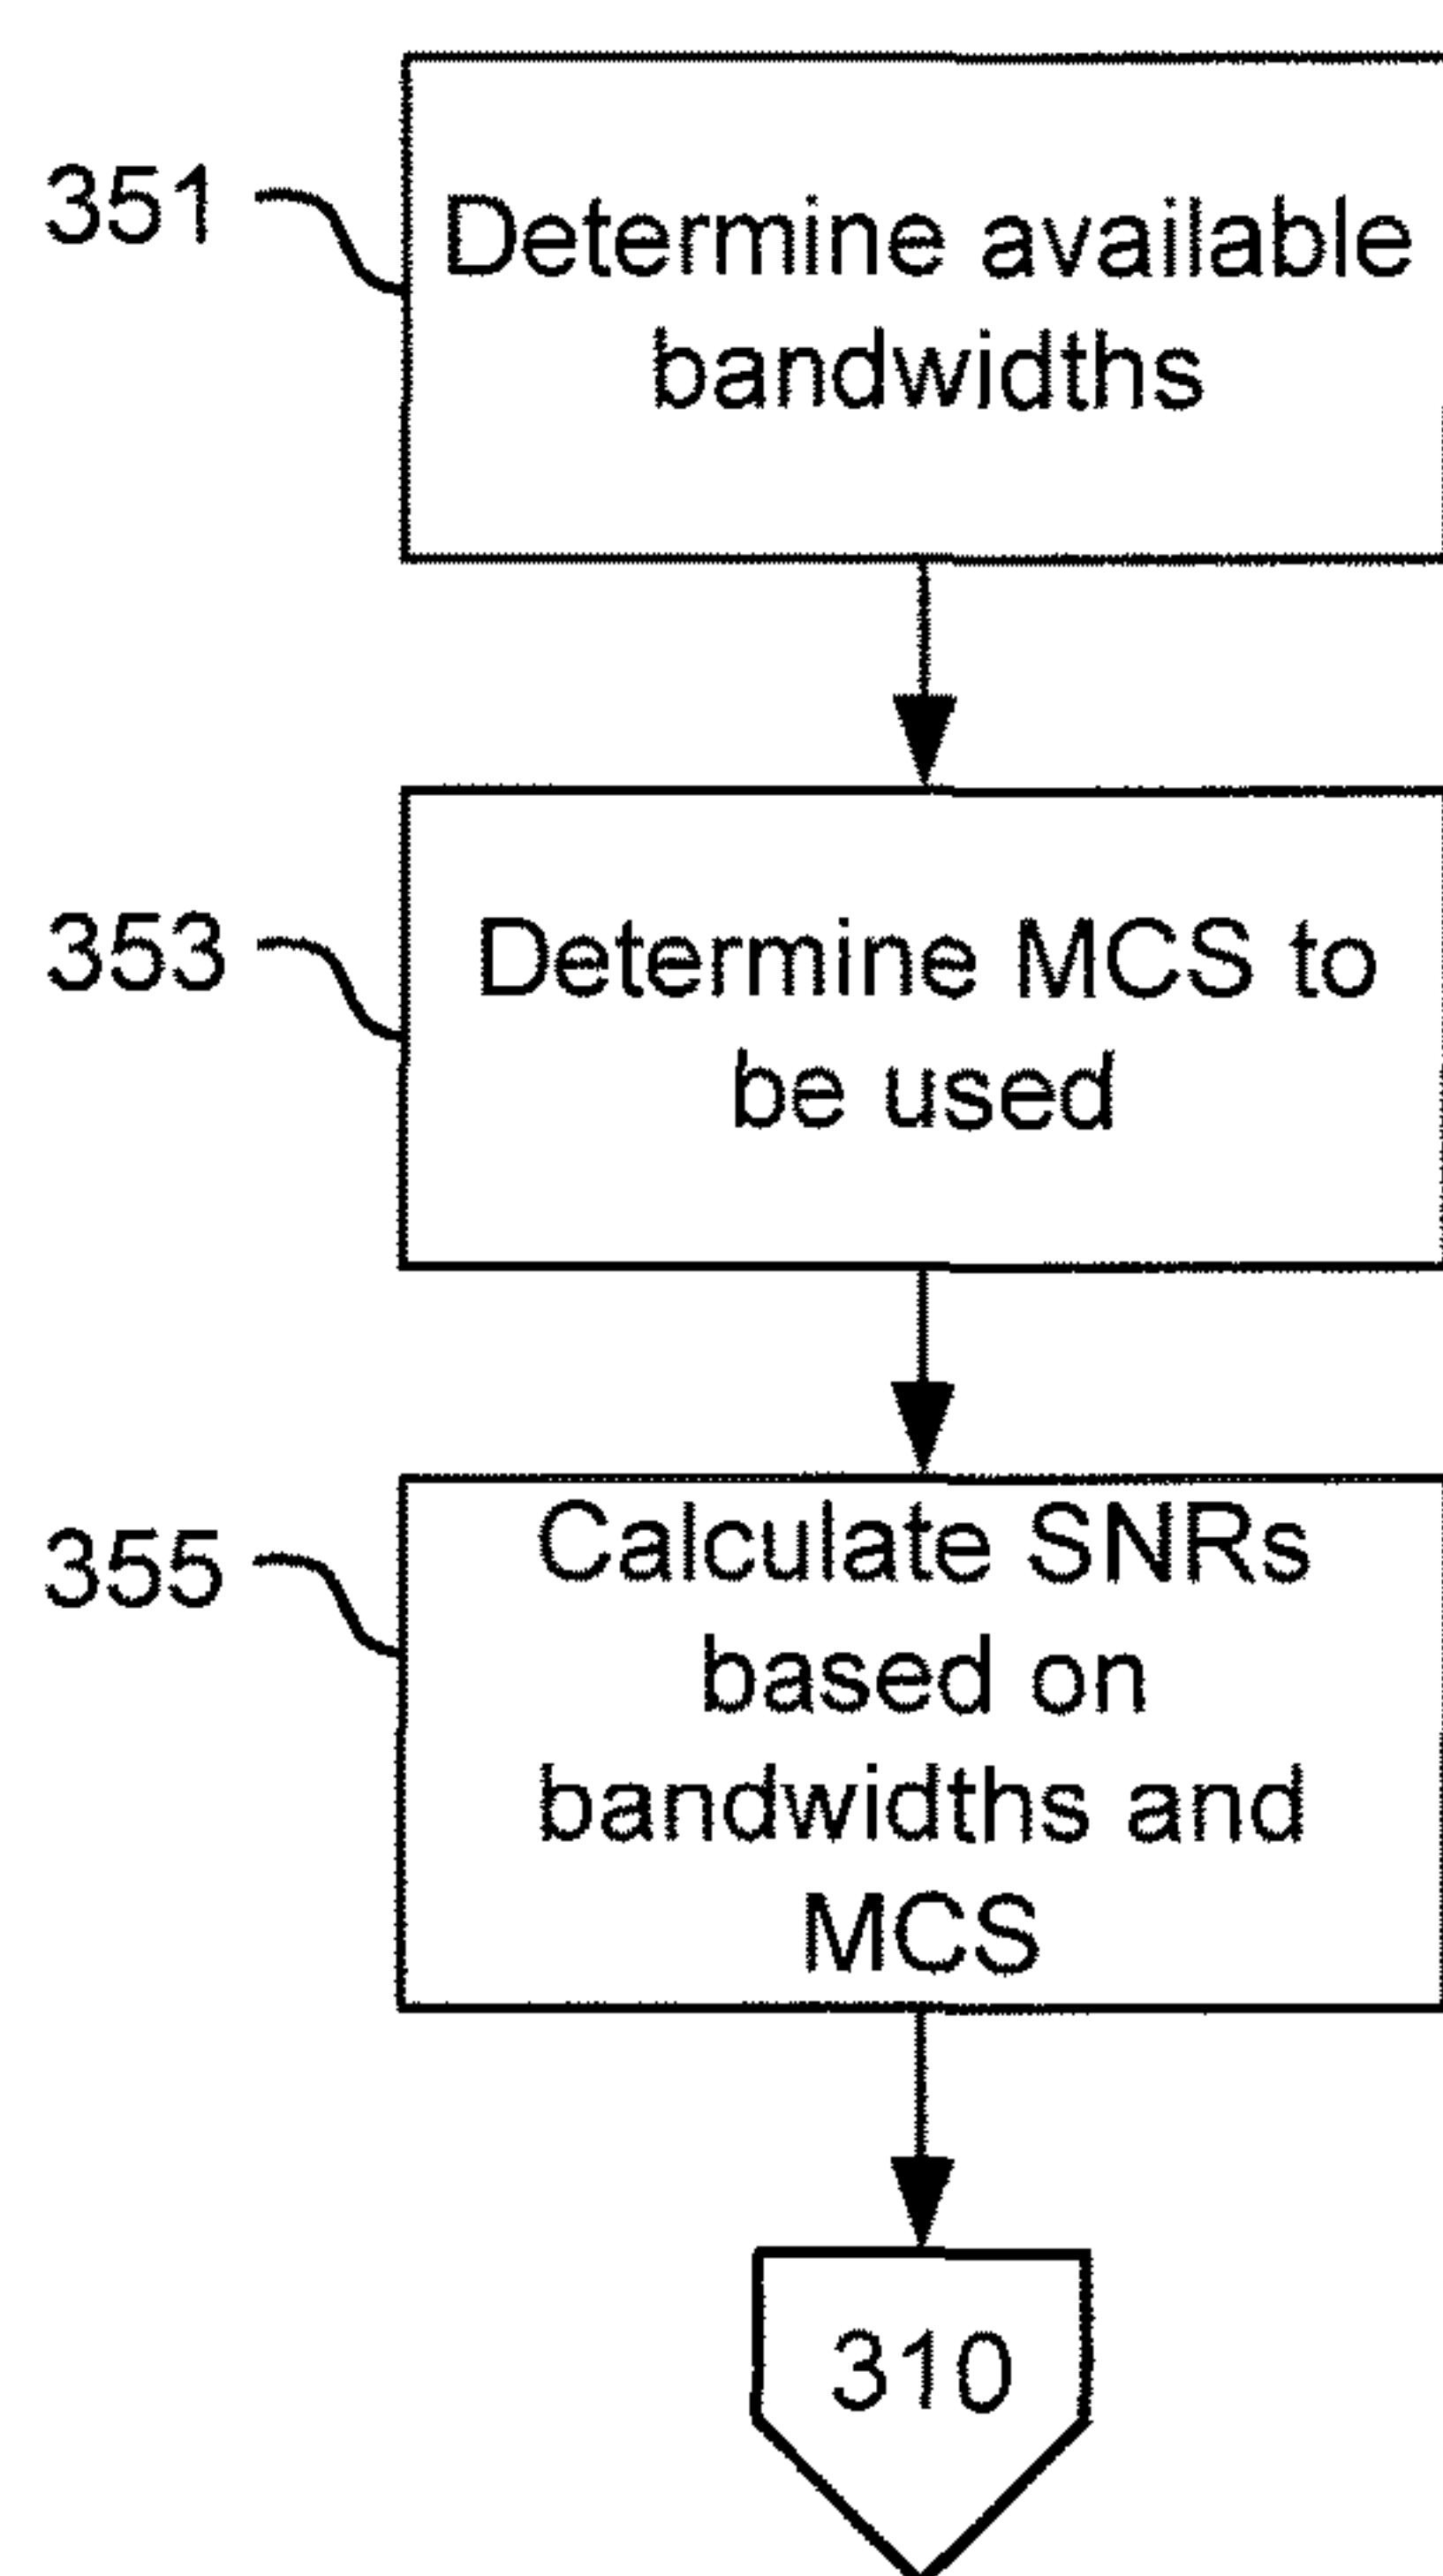 351
Determine available
bandwidths
353
Determine MCS to
be used
355
Calculate SNRs
based on
bandwidths and
MCS
310